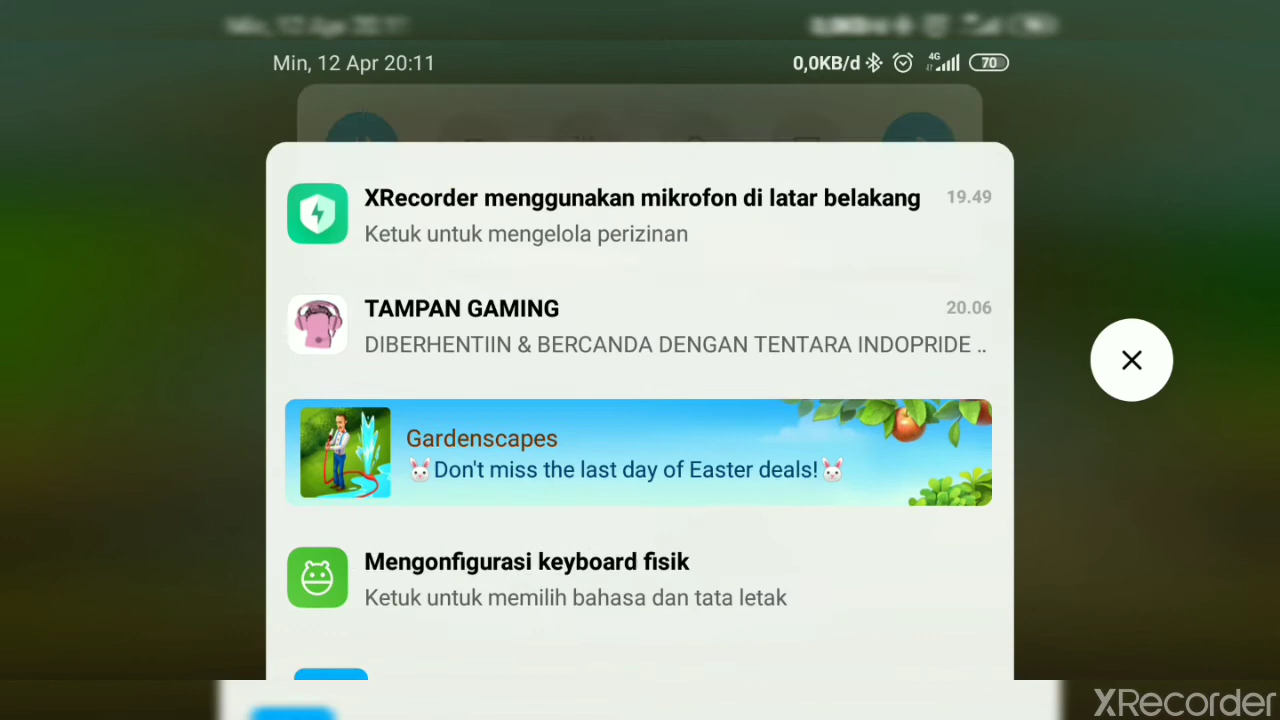 Min, 12 Apr 20:11
0,0KB/d 4G 70
XRecorder menggunakan mikrofon di latar belakang 19.49
Ketuk untuk mengelola perizinan
TAMPAN GAMING 20.06
DIBERHENTIIN & BERCANDA DENGAN TENTARA INDOPRIDE ..
Gardenscapes
🐰Don't miss the last day of Easter deals!🐰
Mengonfigurasi keyboard fisik
Ketuk untuk memilih bahasa dan tata letak
XRecorder